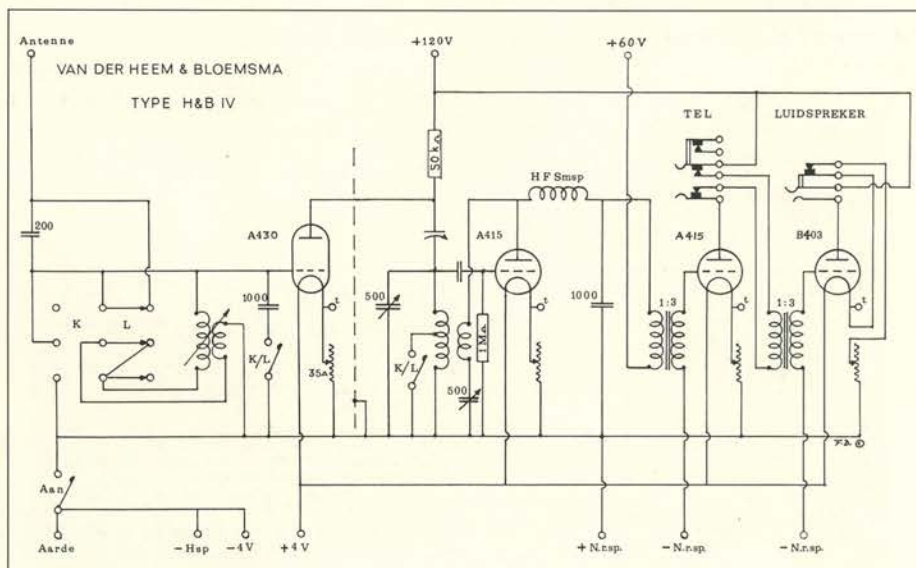 Antenne
+120V
+60V
VAN DER HEEM & BLOEMSMA
TYPE H&B IV
TEL
LUIDSPREKER
50 kΩ
HF Smsp
200
A430
A415
A415
B403
1000
500
1000
1:3
1:3
t
t
t
t
K
L
K/L
35Ω
K/L
1 MΩ
500
Aan
Aarde
-Hsp
-4V
+4V
+N.r.sp.
-N.r.sp.
-N.r.sp.